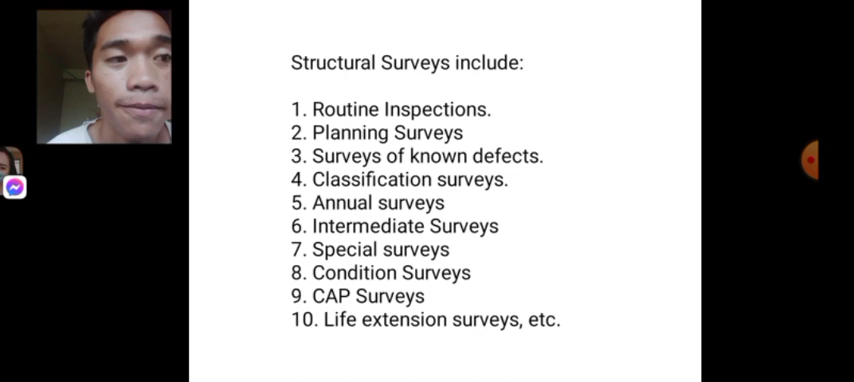 Structural Surveys include:
1. Routine Inspections.
2. Planning Surveys
3. Surveys of known defects.
4. Classification surveys.
5. Annual surveys
6. Intermediate Surveys
7. Special surveys
8. Condition Surveys
9. CAP Surveys
10. Life extension surveys, etc.